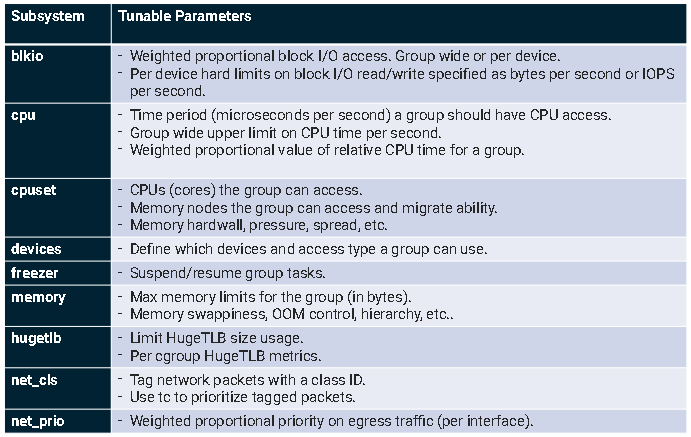 Subsystem Tunable Parameters
blkio - Weighted proportional block I/O access. Group wide or per device.
- Per device hard limits on block I/O read/write specified as bytes per second or IOPS
per second.
cpu - Time period (microseconds per second) a group should have CPU access.
- Group wide upper limit on CPU time per second.
- Weighted proportional value of relative CPU time for a group.
cpuset - CPUs (cores) the group can access.
- Memory nodes the group can access and migrate ability.
- Memory hardwall, pressure, spread, etc.
devices - Define which devices and access type a group can use.
freezer - Suspend/resume group tasks.
memory - Max memory limits for the group (in bytes).
- Memory swappiness, OOM control, hierarchy, etc..
hugetlb - Limit HugeTLB size usage.
- Per cgroup HugeTLB metrics.
net_cls - Tag network packets with a class ID.
- Use tc to prioritize tagged packets.
net_prio - Weighted proportional priority on egress traffic (per interface).